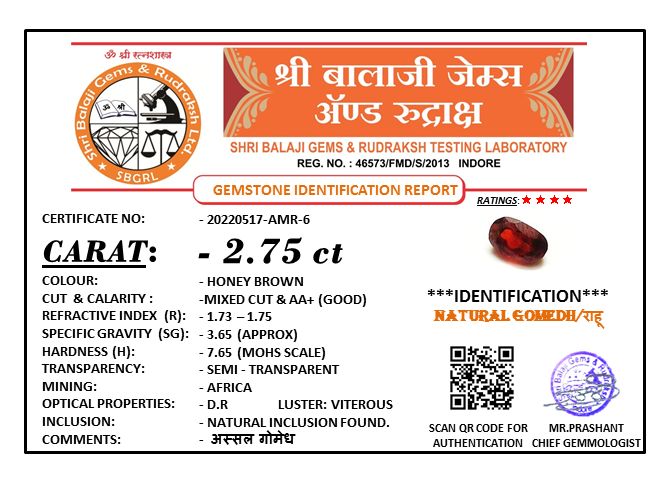 ॐ श्री रत्नशास्त्र
Shri Balaji Gems & Rudraksh Ltd.
SBGRL
श्री बालाजी जेम्स
ॲण्ड रुद्राक्ष
SHRI BALAJI GEMS & RUDRAKSH TESTING LABORATORY
REG. NO. : 46573/FMD/S/2013 INDORE
GEMSTONE IDENTIFICATION REPORT
RATINGS: ★ ★ ★ ★
CERTIFICATE NO: - 20220517-AMR-6
CARAT: - 2.75 ct
COLOUR: - HONEY BROWN
CUT & CALARITY : -MIXED CUT & AA+ (GOOD)
REFRACTIVE INDEX (R): - 1.73 – 1.75
SPECIFIC GRAVITY (SG): - 3.65 (APPROX)
HARDNESS (H): - 7.65 (MOHS SCALE)
TRANSPARENCY: - SEMI - TRANSPARENT
MINING: - AFRICA
OPTICAL PROPERTIES: - D.R LUSTER: VITEROUS
INCLUSION: - NATURAL INCLUSION FOUND.
COMMENTS: - अस्सल गोमेध
***IDENTIFICATION***
NATURAL GOMEDH/राहू
SCAN QR CODE FOR
AUTHENTICATION
MR.PRASHANT
CHIEF GEMMOLOGIST